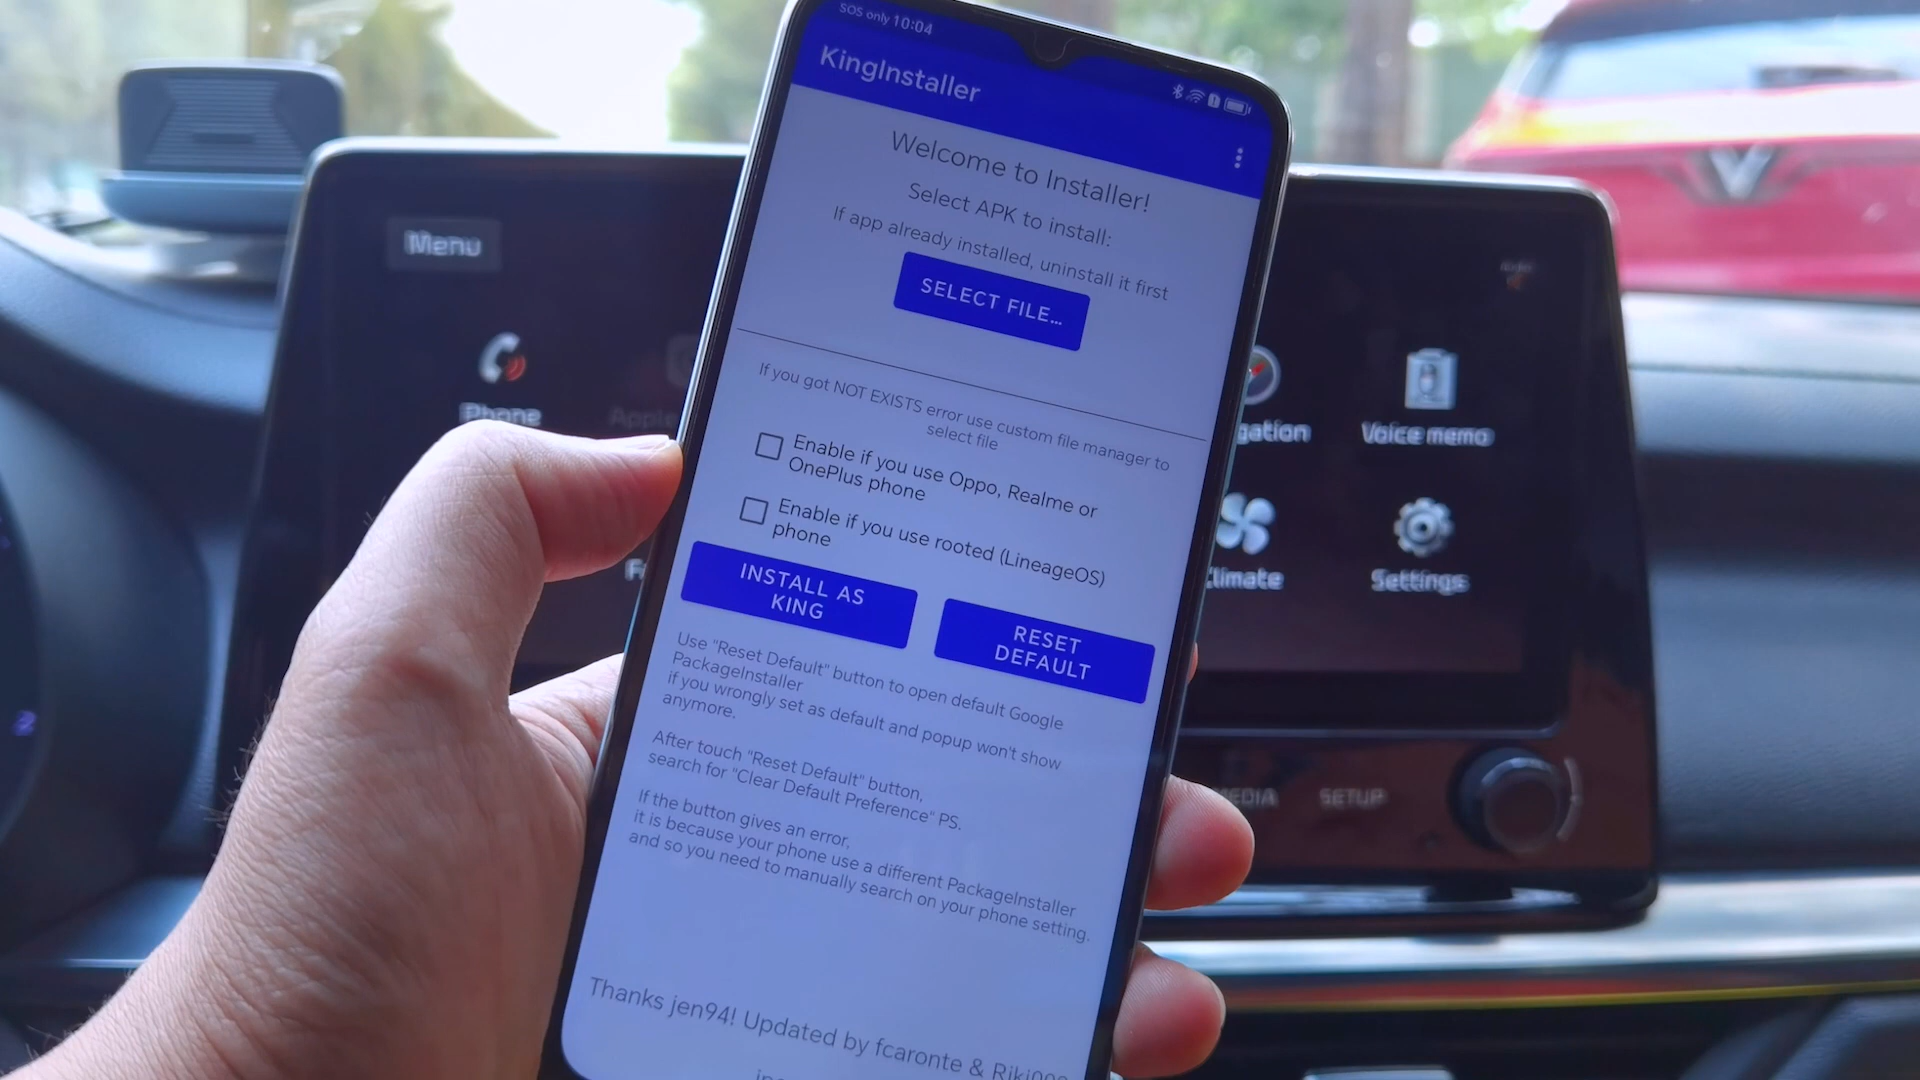 SOS only 10:04
KingInstaller
Welcome to Installer!
Select APK to install:
If app already installed, uninstall it first
SELECT FILE...
If you got NOT EXISTS error use custom file manager to
select file
Enable if you use Oppo, Realme or
OnePlus phone
Enable if you use rooted (LineageOS)
phone
INSTALL AS
KING
RESET
DEFAULT
Use "Reset Default" button to open default Google
PackageInstaller
if you wrongly set as default and popup won't show
anymore.
After touch "Reset Default" button,
search for "Clear Default Preference" PS.
If the button gives an error,
it is because your phone use a different PackageInstaller
and so you need to manually search on your phone setting.
Thanks jen94! Updated by fcaronte &
Menu
Phone
Apple
gation
Voice memo
Climate
Settings
MEDIA
SETUP